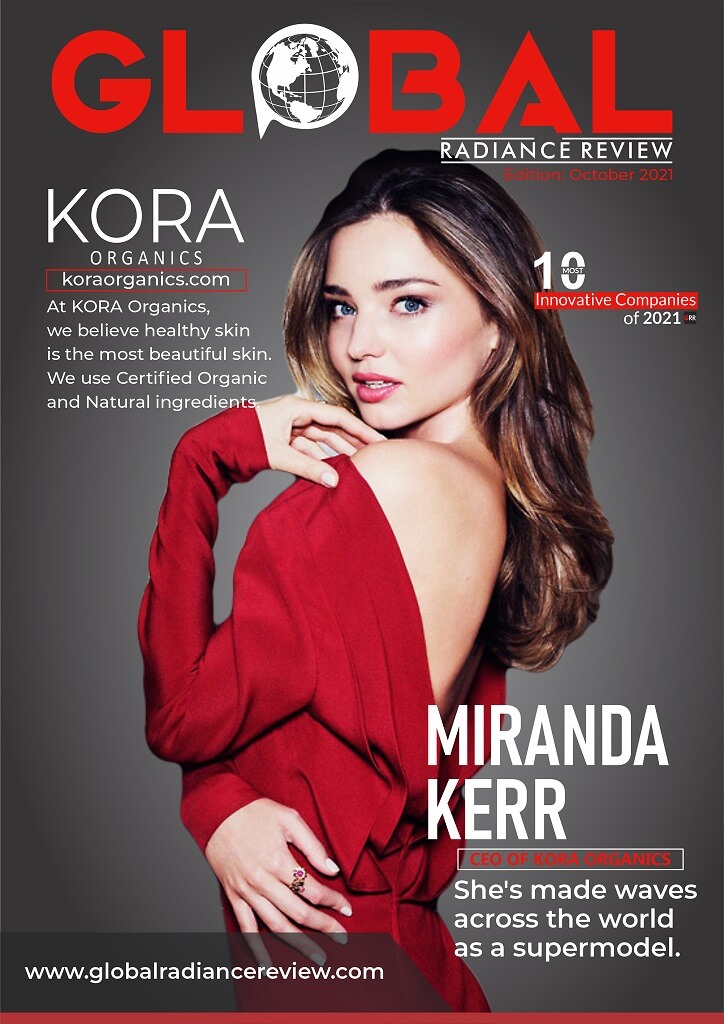 GLOBAL
RADIANCE REVIEW
Edition: October 2021
KORA
ORGANICS
koraorganics.com
At KORA Organics,
we believe healthy skin
is the most beautiful skin.
We use Certified Organic
and Natural ingredients.
10
MOST
Innovative Companies
of 2021 GRR
MIRANDA
KERR
CEO OF KORA ORGANICS
She's made waves
across the world
as a supermodel.
www.globalradiancereview.com